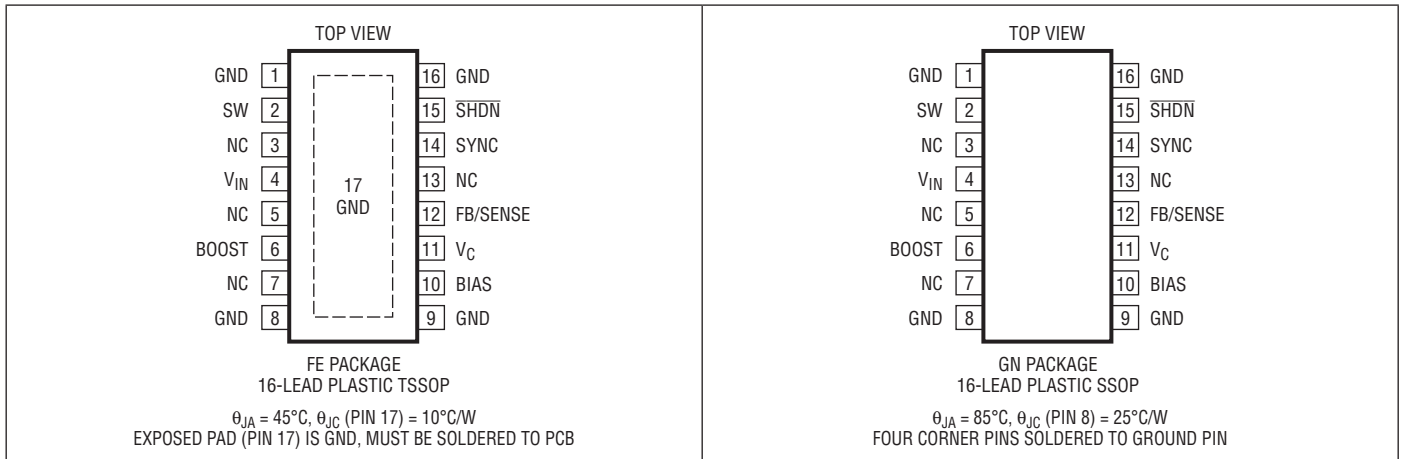 TOP VIEW
GND 1
SW 2
NC 3
VIN 4
NC 5
BOOST 6
NC 7
GND 8
16 GND
15 SHDN
14 SYNC
13 NC
12 FB/SENSE
11 VC
10 BIAS
9 GND
17
GND
FE PACKAGE
16-LEAD PLASTIC TSSOP
θJA = 45°C, θJC (PIN 17) = 10°C/W
EXPOSED PAD (PIN 17) IS GND, MUST BE SOLDERED TO PCB
TOP VIEW
GND 1
SW 2
NC 3
VIN 4
NC 5
BOOST 6
NC 7
GND 8
16 GND
15 SHDN
14 SYNC
13 NC
12 FB/SENSE
11 VC
10 BIAS
9 GND
GN PACKAGE
16-LEAD PLASTIC SSOP
θJA = 85°C, θJC (PIN 8) = 25°C/W
FOUR CORNER PINS SOLDERED TO GROUND PIN